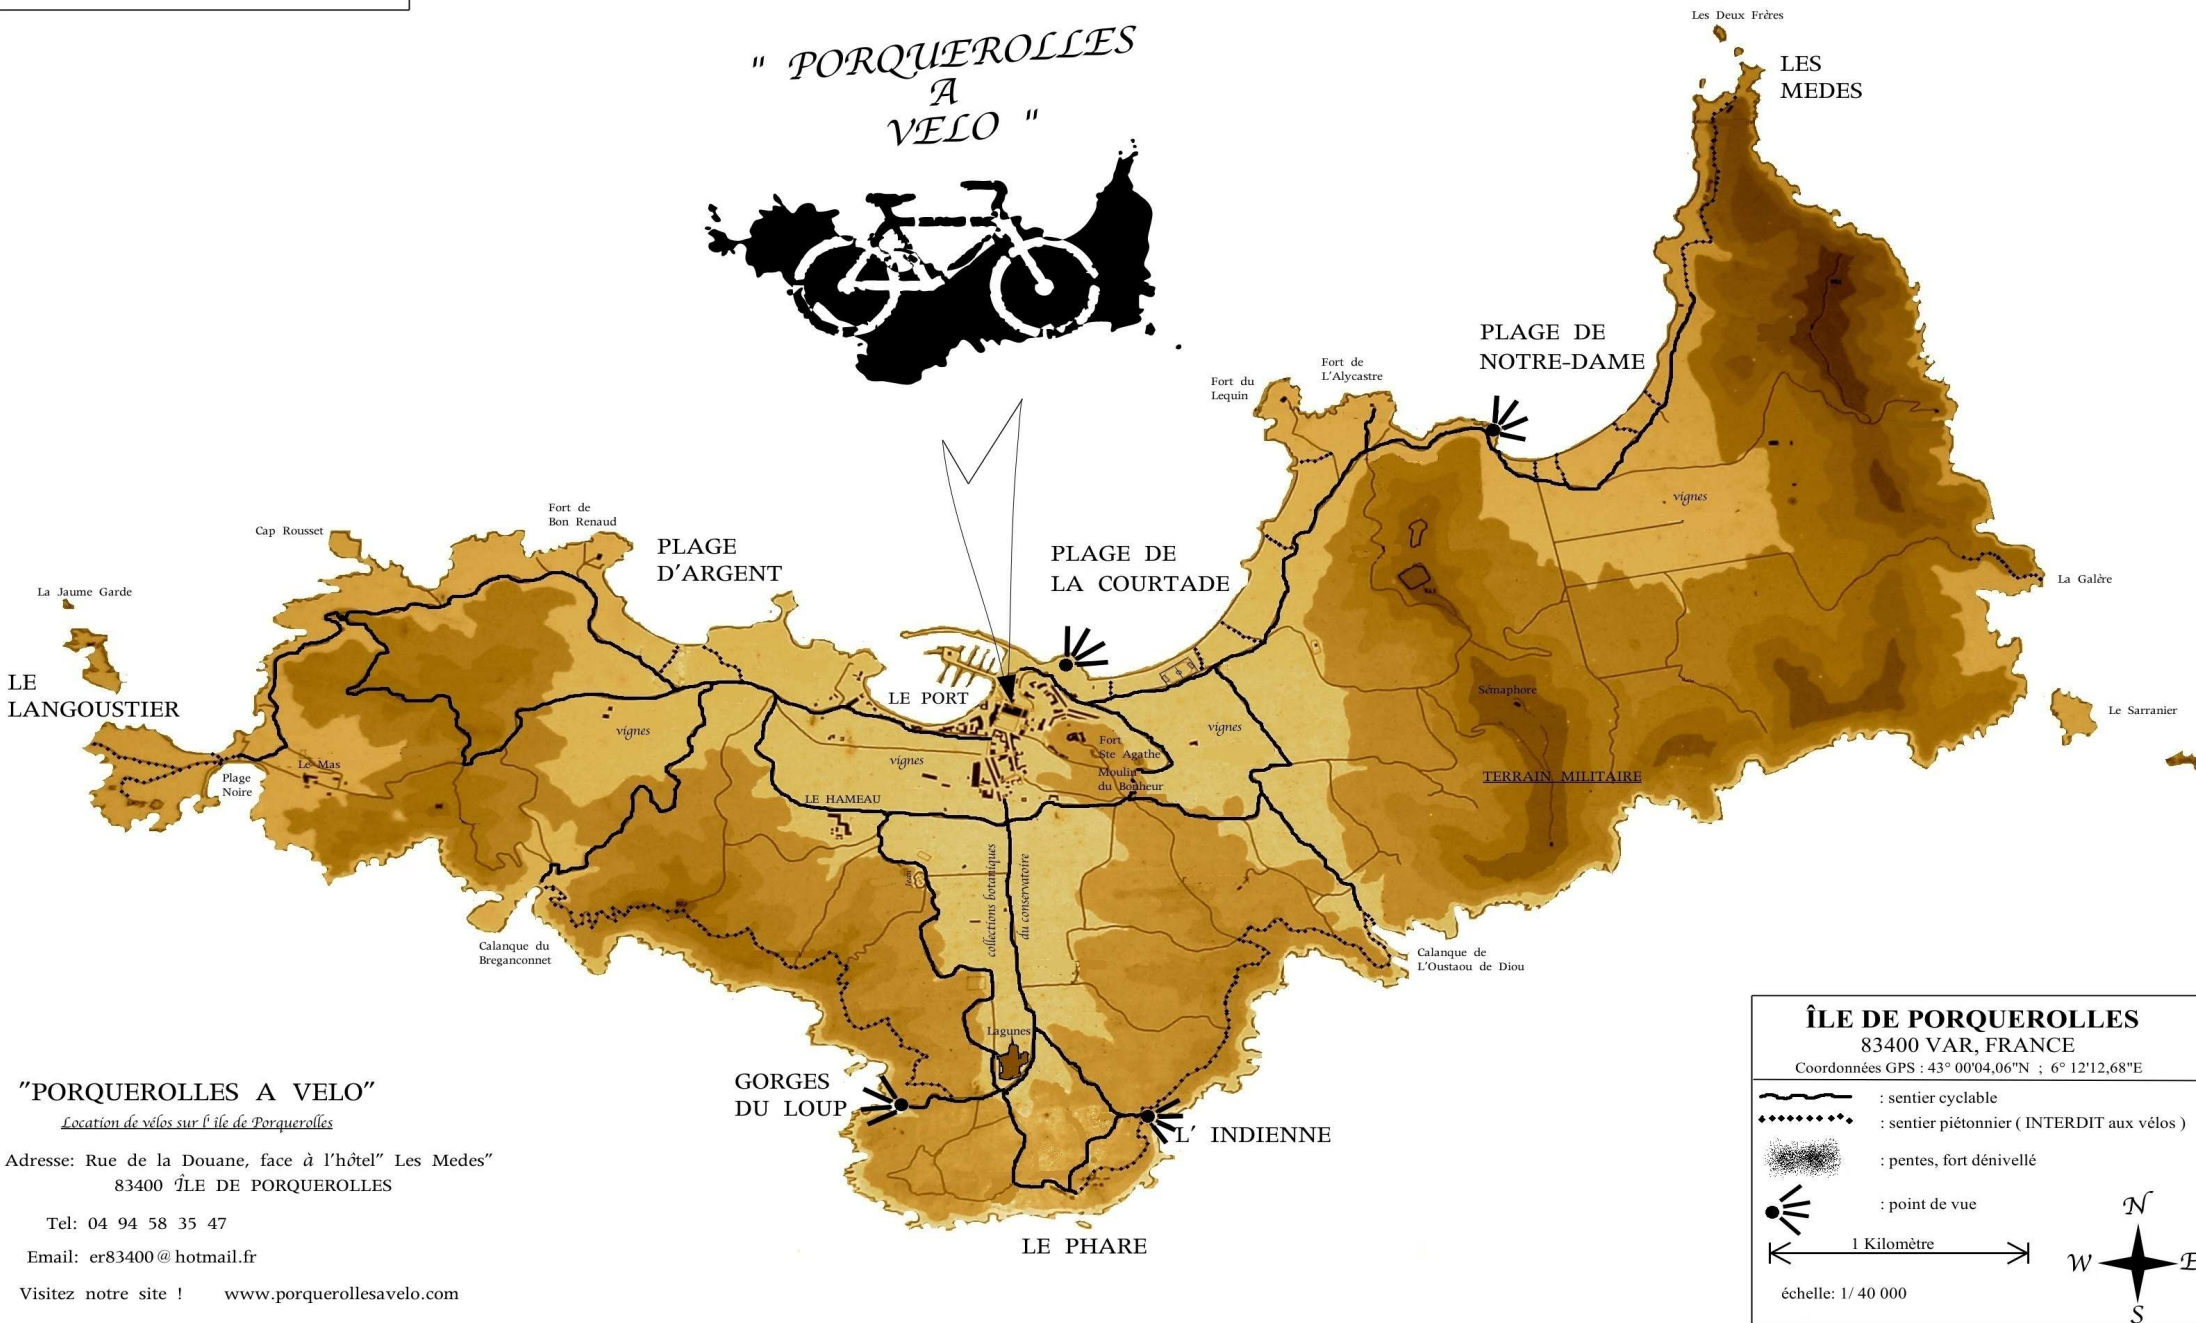 " PORQUEROLLES
A
VELO "
Les Deux Frères
LES
MEDES
PLAGE DE
NOTRE-DAME
Fort de
L'Alycastre
Fort du
Lequin
vignes
La Galère
Le Sarranier
Sémaphore
TERRAIN MILITAIRE
PLAGE DE
LA COURTADE
vignes
Fort
Ste Agathe
Moulin
du Bonheur
LE PORT
PLAGE
D'ARGENT
Fort de
Bon Renaud
Cap Rousset
La Jaume Garde
LE
LANGOUSTIER
Plage
Noire
Le Mas
vignes
vignes
LE HAMEAU
collections botaniques
du conservatoire
Calanque du
Breganconnet
Calanque de
L'Oustaou de Diou
Lagunes
GORGES
DU LOUP
L' INDIENNE
LE PHARE
"PORQUEROLLES A VELO"
Location de vélos sur l' île de Porquerolles
Adresse: Rue de la Douane, face à l'hôtel" Les Medes"
83400 ÎLE DE PORQUEROLLES
Tel: 04 94 58 35 47
Email: er83400@hotmail.fr
Visitez notre site ! www.porquerollesavelo.com
ÎLE DE PORQUEROLLES
83400 VAR, FRANCE
Coordonnées GPS : 43° 00'04,06"N ; 6° 12'12,68"E
: sentier cyclable
: sentier piétonnier ( INTERDIT aux vélos )
: pentes, fort dénivellé
: point de vue
1 Kilomètre
échelle: 1/ 40 000
N
W
E
S